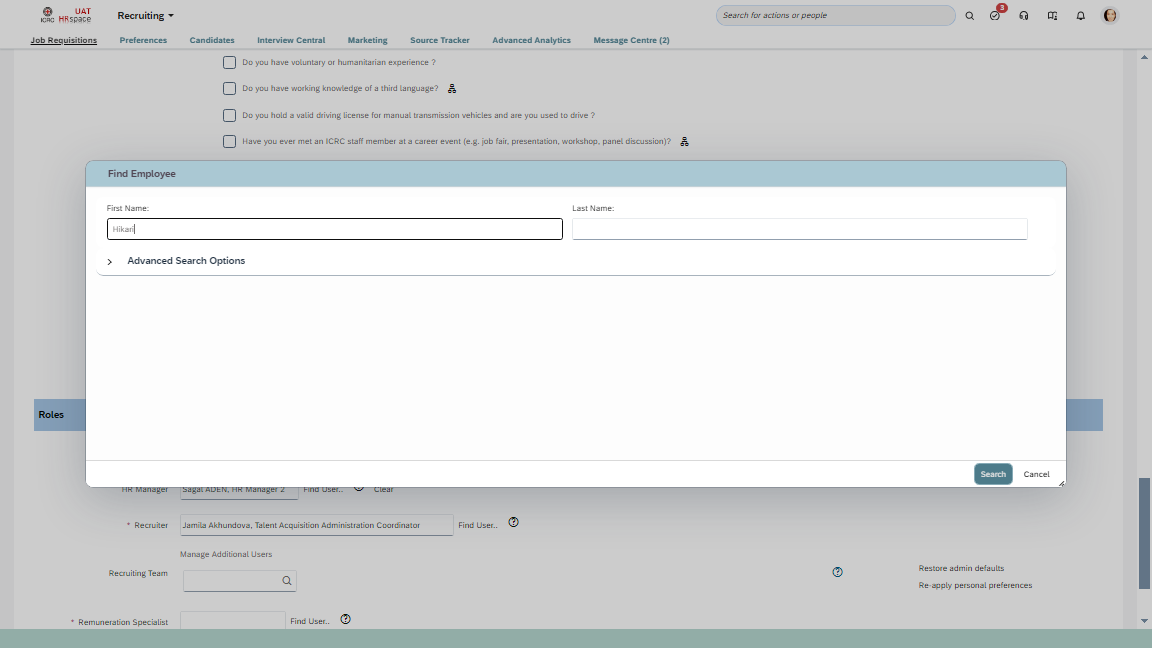 UAT
ICRC HRspace
Recruiting
Search for actions or people
3
Job Requisitions Preferences Candidates Interview Central Marketing Source Tracker Advanced Analytics Message Centre (2)
Do you have voluntary or humanitarian experience ?
Do you have working knowledge of a third language?
Do you hold a valid driving license for manual transmission vehicles and are you used to drive ?
Have you ever met an ICRC staff member at a career event (e.g. job fair, presentation, workshop, panel discussion)?
Find Employee
First Name: Last Name:
Hikari
Advanced Search Options
Roles
Search Cancel
HR Manager Sagal ADEN, HR Manager 2 Find User.. Clear
* Recruiter Jamila Akhundova, Talent Acquisition Administration Coordinator Find User..
Manage Additional Users
Recruiting Team
Restore admin defaults
Re-apply personal preferences
* Remuneration Specialist Find User..